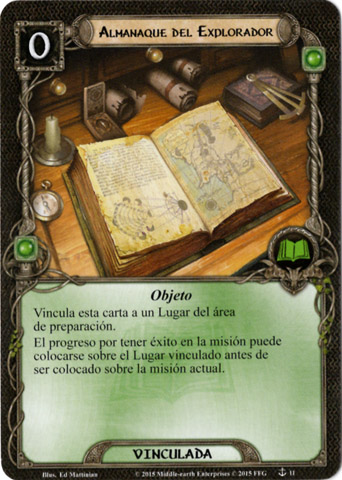 0
ALMANAQUE DEL EXPLORADOR
Objeto
Vincula esta carta a un Lugar del área
de preparación.
El progreso por tener éxito en la misión puede
colocarse sobre el Lugar vinculado antes de
ser colocado sobre la misión actual.
VINCULADA
Illus. Ed Mattinian
© 2015 Middle-earth Enterprises © 2015 FFG